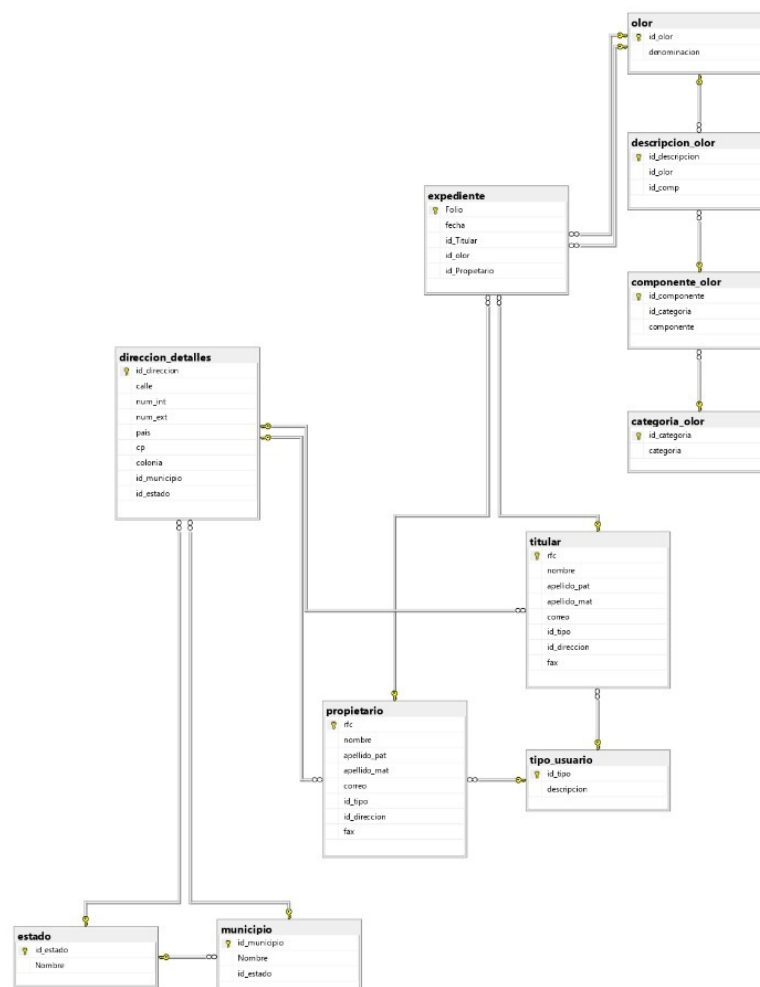 olor
id_olor
denominacion
descripcion_olor
id_descripcion
id_olor
id_comp
expediente
Folio
fecha
id_Titular
id_olor
id_Propietario
componente_olor
id_componente
id_categoria
componente
categoria_olor
id_categoria
categoria
direccion_detalles
id_direccion
calle
num_int
num_ext
pais
cp
colonia
id_municipio
id_estado
titular
rfc
nombre
apellido_pat
apellido_mat
correo
id_tipo
id_direccion
fax
propietario
rfc
nombre
apellido_pat
apellido_mat
correo
id_tipo
id_direccion
fax
tipo_usuario
id_tipo
descripcion
estado
id_estado
Nombre
municipio
id_municipio
Nombre
id_estado